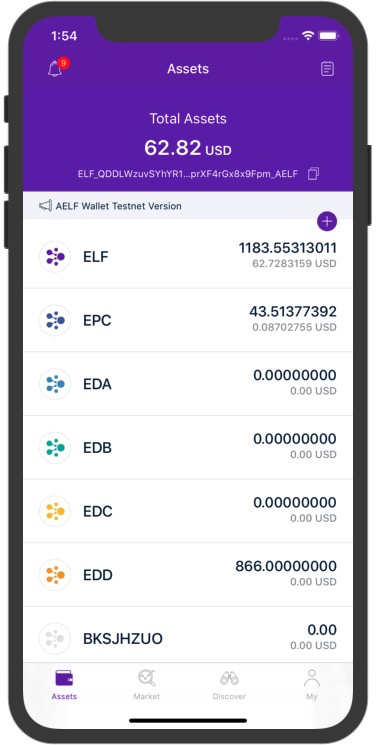 1:54
9
Assets
Total Assets
62.82 USD
ELF_QDDLWzuvSYhYR1...prXF4rGx8x9Fpm_AELF
AELF Wallet Testnet Version
ELF
1183.55313011
62.7283159 USD
EPC
43.51377392
0.08702755 USD
EDA
0.00000000
0.00 USD
EDB
0.00000000
0.00 USD
EDC
0.00000000
0.00 USD
EDD
866.00000000
0.00 USD
BKSJHZUO
0.00
0.00 USD
Assets
Market
Discover
My